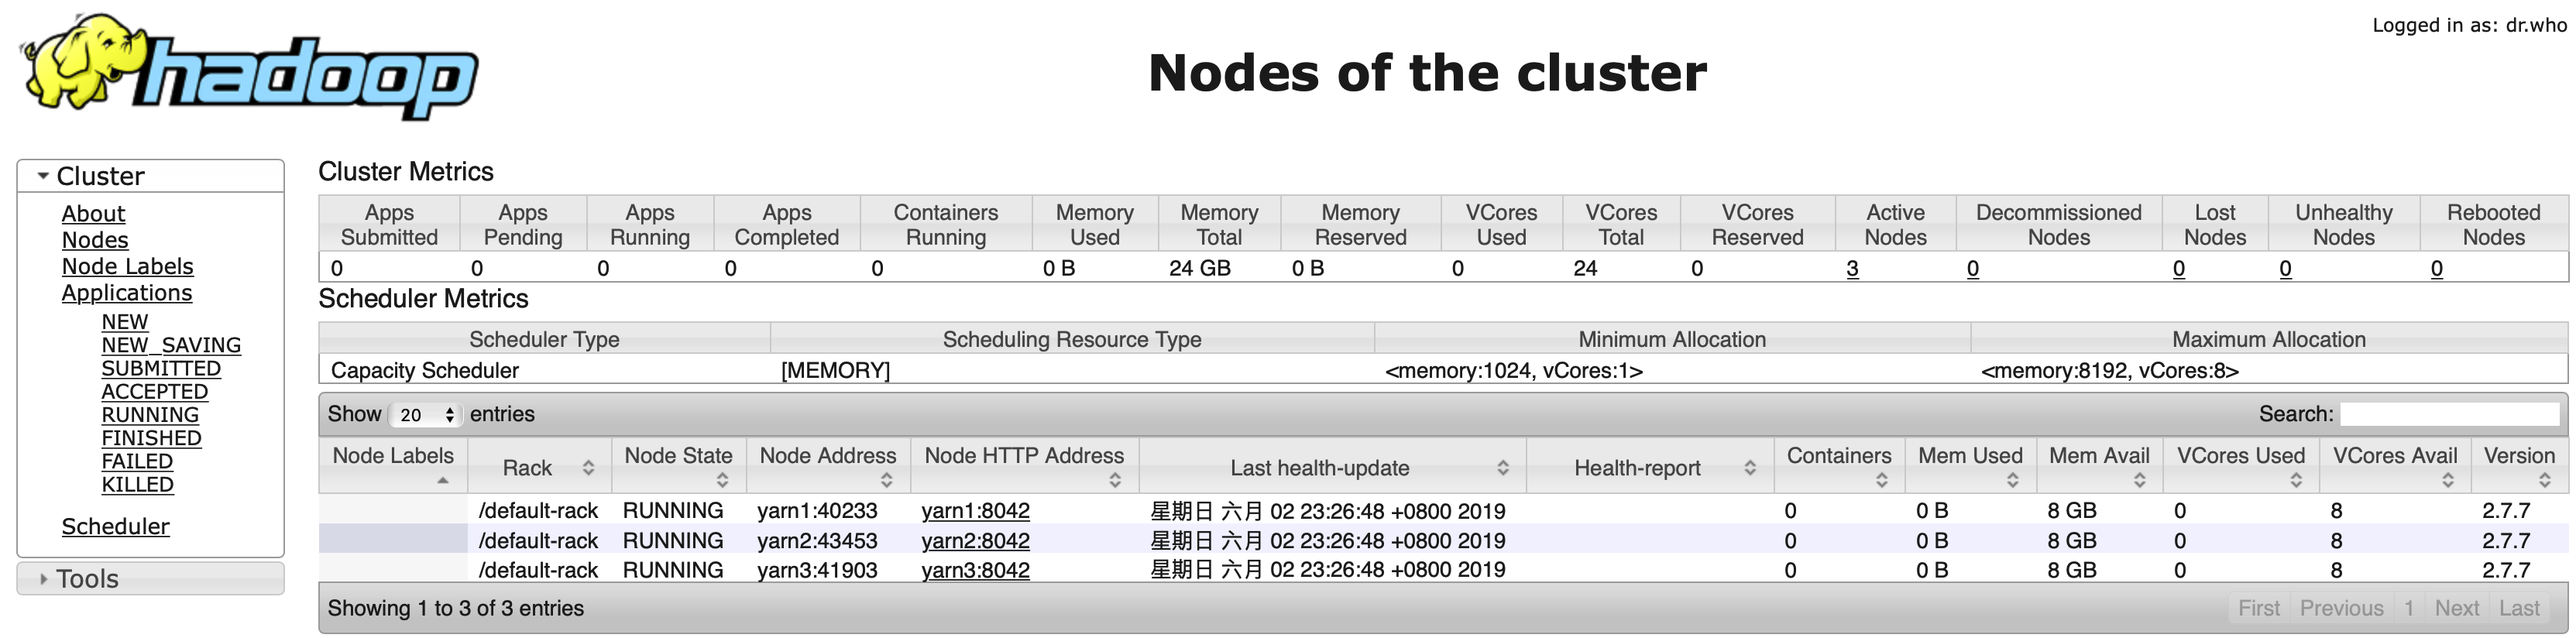 hadoop
Logged in as: dr.who
Nodes of the cluster
Cluster
About
Nodes
Node Labels
Applications
NEW
NEW_SAVING
SUBMITTED
ACCEPTED
RUNNING
FINISHED
FAILED
KILLED
Scheduler
Tools
Cluster Metrics
Apps Submitted Apps Pending Apps Running Apps Completed Containers Running Memory Used Memory Total Memory Reserved VCores Used VCores Total VCores Reserved Active Nodes Decommissioned Nodes Lost Nodes Unhealthy Nodes Rebooted Nodes
0 0 0 0 0 0 B 24 GB 0 B 0 24 0 3 0 0 0 0
Scheduler Metrics
Scheduler Type Scheduling Resource Type Minimum Allocation Maximum Allocation
Capacity Scheduler [MEMORY] <memory:1024, vCores:1> <memory:8192, vCores:8>
Show 20 entries Search:
Node Labels Rack Node State Node Address Node HTTP Address Last health-update Health-report Containers Mem Used Mem Avail VCores Used VCores Avail Version
/default-rack RUNNING yarn1:40233 yarn1:8042 星期日 六月 02 23:26:48 +0800 2019 0 0 B 8 GB 0 8 2.7.7
/default-rack RUNNING yarn2:43453 yarn2:8042 星期日 六月 02 23:26:48 +0800 2019 0 0 B 8 GB 0 8 2.7.7
/default-rack RUNNING yarn3:41903 yarn3:8042 星期日 六月 02 23:26:48 +0800 2019 0 0 B 8 GB 0 8 2.7.7
Showing 1 to 3 of 3 entries First Previous 1 Next Last